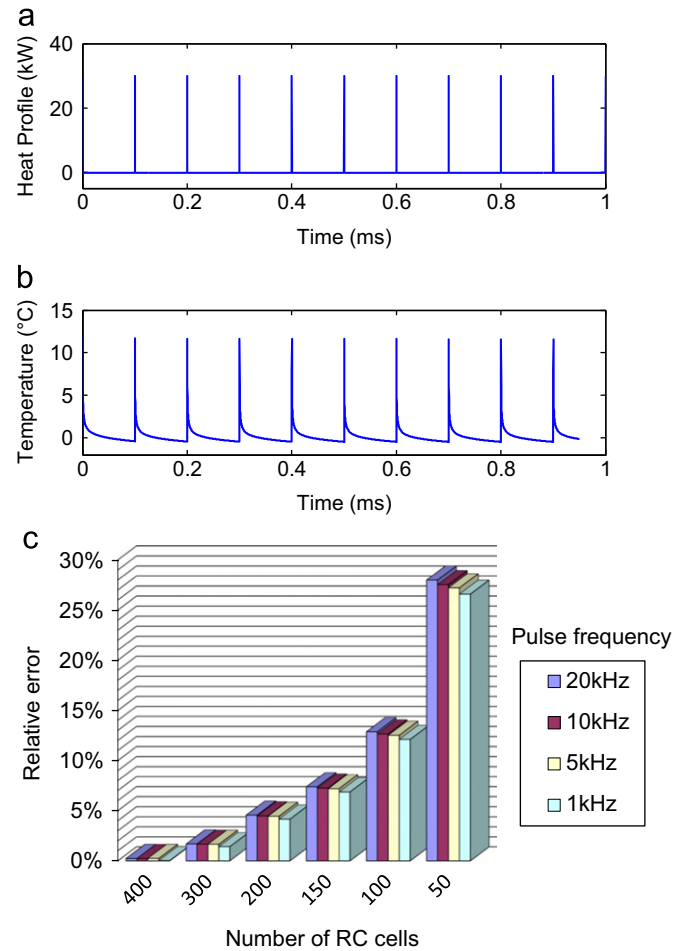 a
Heat Profile (kW)
40
20
0
0 0.2 0.4 0.6 0.8 1
Time (ms)
b
Temperature (°C)
15
10
5
0
0 0.2 0.4 0.6 0.8 1
Time (ms)
c
Relative error
30%
25%
20%
15%
10%
5%
0%
400 300 200 150 100 50
Number of RC cells
Pulse frequency
20kHz
10kHz
5kHz
1kHz